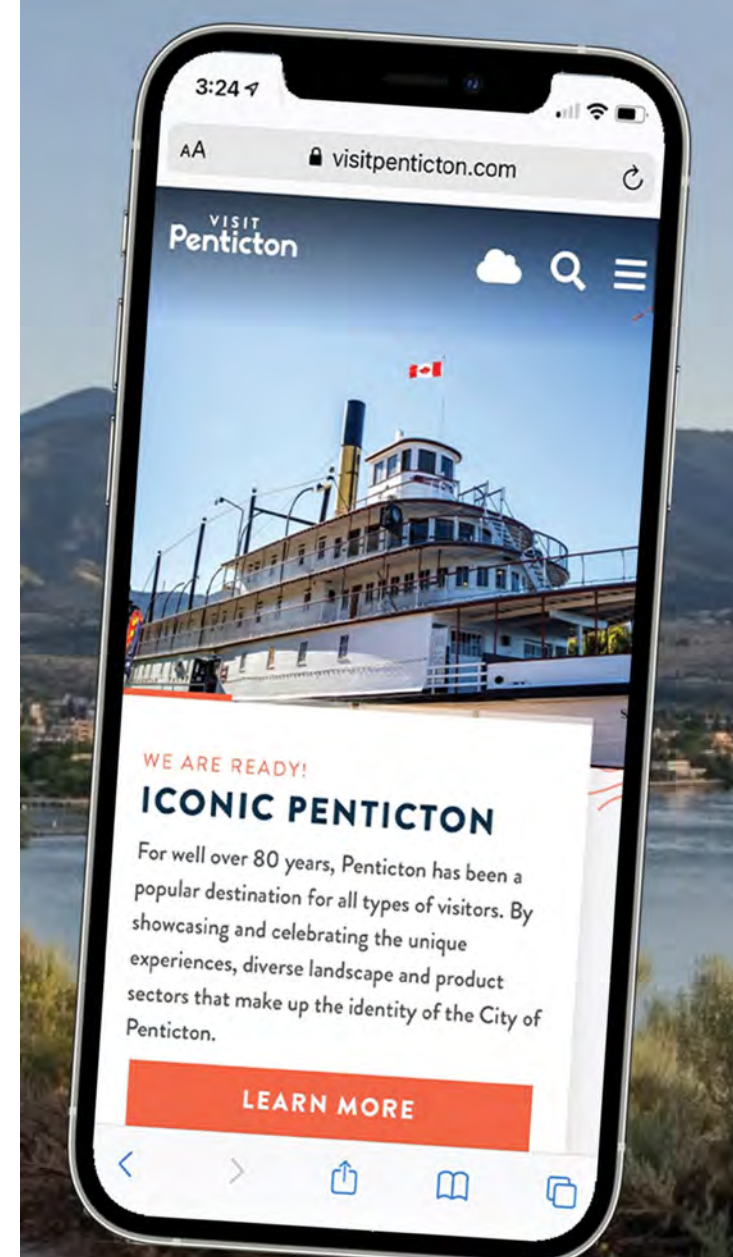 3:24
AA
visitpenticton.com
VISIT
Penticton
WE ARE READY!
ICONIC PENTICTON
For well over 80 years, Penticton has been a
popular destination for all types of visitors. By
showcasing and celebrating the unique
experiences, diverse landscape and product
sectors that make up the identity of the City of
Penticton.
LEARN MORE